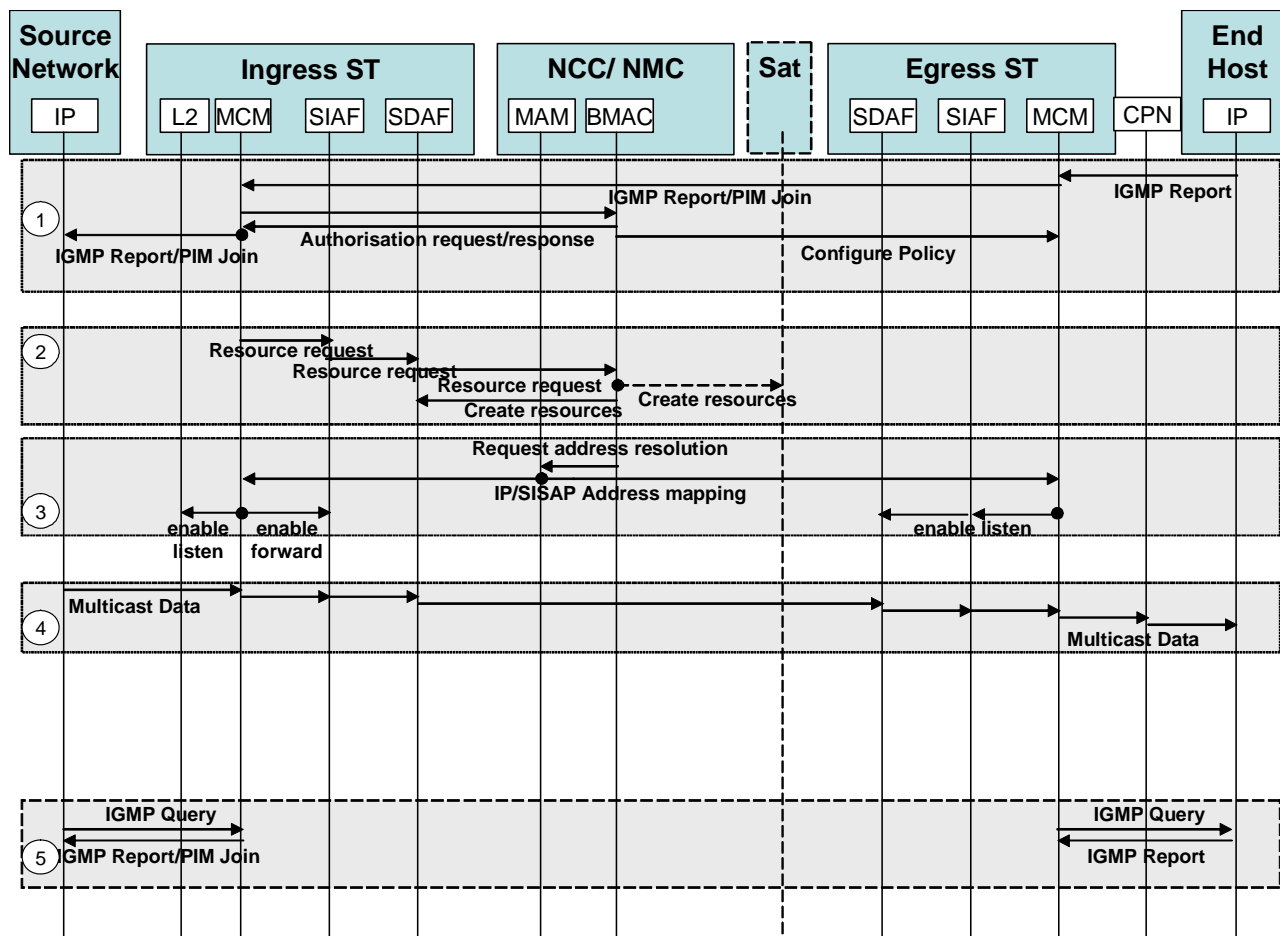 Source
Network
Ingress ST
NCC/ NMC
Sat
Egress ST
End
Host
IP
L2
MCM
SIAF
SDAF
MAM
BMAC
SDAF
SIAF
MCM
CPN
IP
1
IGMP Report/PIM Join
IGMP Report
Authorisation request/response
IGMP Report/PIM Join
Configure Policy
2
Resource request
Resource request
Resource request
Create resources
Create resources
3
Request address resolution
IP/SISAP Address mapping
enable
listen
enable
forward
enable listen
4
Multicast Data
Multicast Data
5
IGMP Query
IGMP Report/PIM Join
IGMP Query
IGMP Report